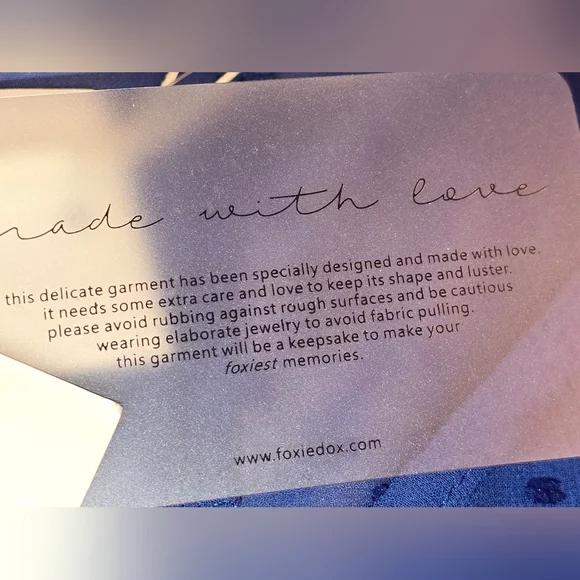 made with love
this delicate garment has been specially designed and made with love.
it needs some extra care and love to keep its shape and luster.
please avoid rubbing against rough surfaces and be cautious
wearing elaborate jewelry to avoid fabric pulling.
this garment will be a keepsake to make your
foxiest memories.
www.foxiedox.com